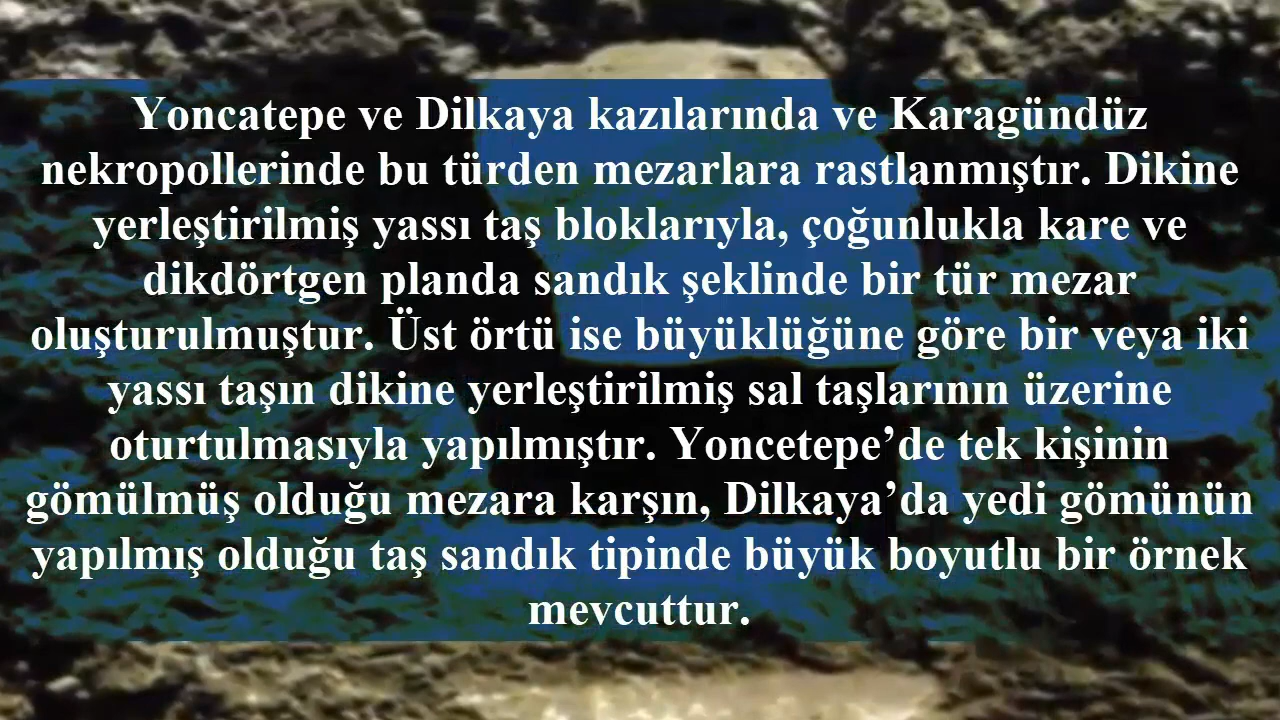 Yoncatepe ve Dilkaya kazılarında ve Karagündüz
nekropollerinde bu türden mezarlara rastlanmıştır. Dikine
yerleştirilmiş yassı taş bloklarıyla, çoğunlukla kare ve
dikdörtgen planda sandık şeklinde bir tür mezar
oluşturulmuştur. Üst örtü ise büyüklüğüne göre bir veya iki
yassı taşın dikine yerleştirilmiş sal taşlarının üzerine
oturtulmasıyla yapılmıştır. Yoncetepe’de tek kişinin
gömülmüş olduğu mezara karşın, Dilkaya’da yedi gömünün
yapılmış olduğu taş sandık tipinde büyük boyutlu bir örnek
mevcuttur.